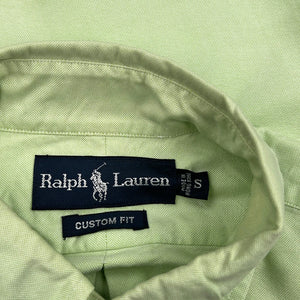 Ralph Lauren
S
CUSTOM FIT